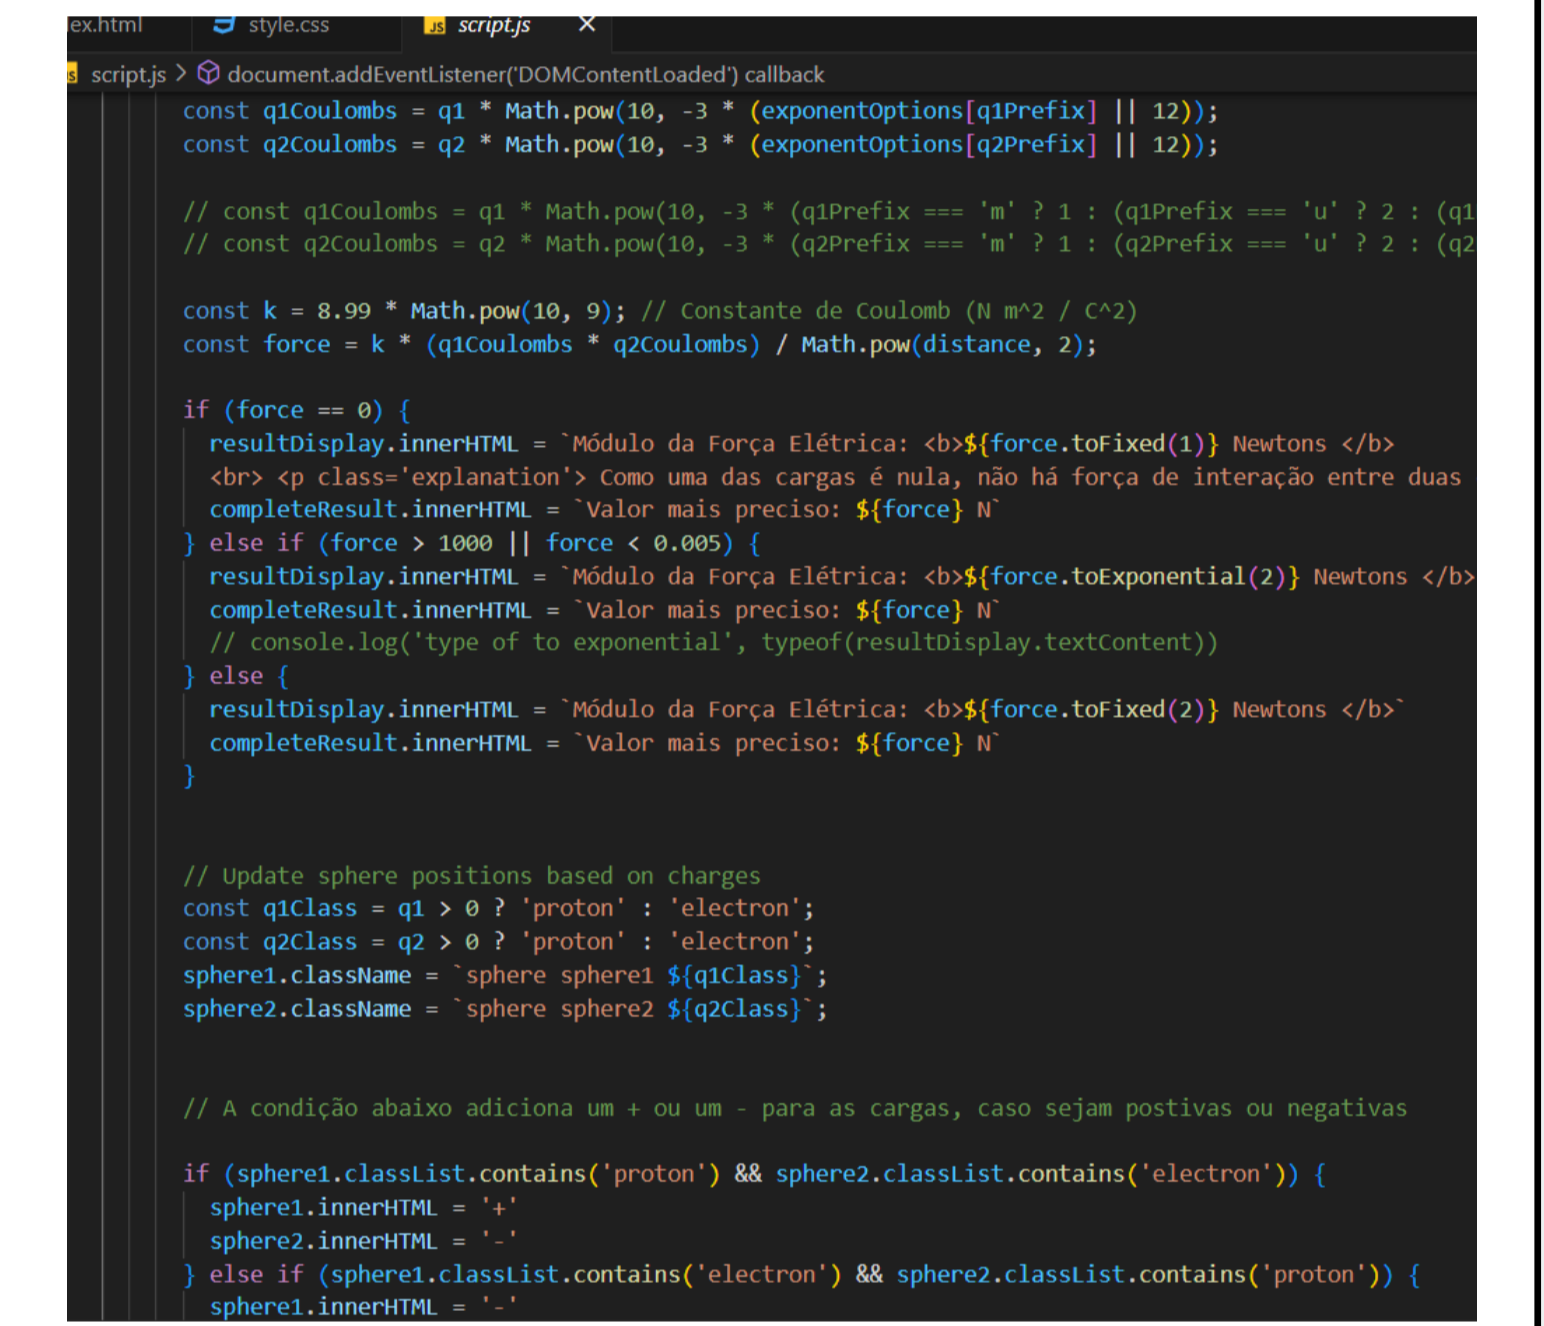 ex.html style.css JS script.js ×
script.js > document.addEventListener('DOMContentLoaded') callback
const q1Coulombs = q1 * Math.pow(10, -3 * (exponentOptions[q1Prefix] || 12));
const q2Coulombs = q2 * Math.pow(10, -3 * (exponentOptions[q2Prefix] || 12));
// const q1Coulombs = q1 * Math.pow(10, -3 * (q1Prefix === 'm' ? 1 : (q1Prefix === 'u' ? 2 : (q1
// const q2Coulombs = q2 * Math.pow(10, -3 * (q2Prefix === 'm' ? 1 : (q2Prefix === 'u' ? 2 : (q2
const k = 8.99 * Math.pow(10, 9); // Constante de Coulomb (N m^2 / C^2)
const force = k * (q1Coulombs * q2Coulombs) / Math.pow(distance, 2);
if (force == 0) {
resultDisplay.innerHTML = `Módulo da Força Elétrica: <b>${force.toFixed(1)} Newtons </b>
<br> <p class='explanation'> Como uma das cargas é nula, não há força de interação entre duas
completeResult.innerHTML = `Valor mais preciso: ${force} N`
} else if (force > 1000 || force < 0.005) {
resultDisplay.innerHTML = `Módulo da Força Elétrica: <b>${force.toExponential(2)} Newtons </b>
completeResult.innerHTML = `Valor mais preciso: ${force} N`
// console.log('type of to exponential', typeof(resultDisplay.textContent))
} else {
resultDisplay.innerHTML = `Módulo da Força Elétrica: <b>${force.toFixed(2)} Newtons </b>`
completeResult.innerHTML = `Valor mais preciso: ${force} N`
}
// Update sphere positions based on charges
const q1Class = q1 > 0 ? 'proton' : 'electron';
const q2Class = q2 > 0 ? 'proton' : 'electron';
sphere1.className = `sphere sphere1 ${q1Class}`;
sphere2.className = `sphere sphere2 ${q2Class}`;
// A condição abaixo adiciona um + ou um - para as cargas, caso sejam postivas ou negativas
if (sphere1.classList.contains('proton') && sphere2.classList.contains('electron')) {
sphere1.innerHTML = '+'
sphere2.innerHTML = '-'
} else if (sphere1.classList.contains('electron') && sphere2.classList.contains('proton')) {
sphere1.innerHTML = '-'